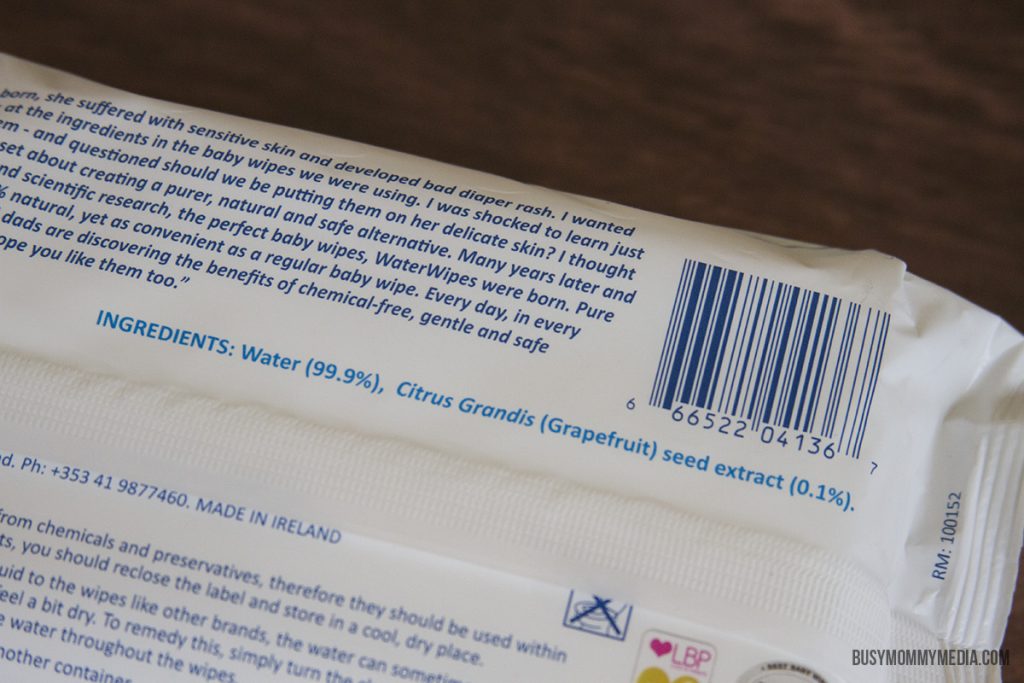 born, she suffered with sensitive skin and developed bad diaper rash. I wanted
at the ingredients in the baby wipes we were using. I was shocked to learn just
em - and questioned should we be putting them on her delicate skin? I thought
set about creating a purer, natural and safe alternative. Many years later and
nd scientific research, the perfect baby wipes, WaterWipes were born. Pure
% natural, yet as convenient as a regular baby wipe. Every day, in every
dads are discovering the benefits of chemical-free, gentle and safe
ope you like them too.”
INGREDIENTS: Water (99.9%), Citrus Grandis (Grapefruit) seed extract (0.1%).
6 66522 04136 7
nd. Ph: +353 41 9877460. MADE IN IRELAND
RM: 100152
from chemicals and preservatives, therefore they should be used within
ts, you should reclose the label and store in a cool, dry place.
uid to the wipes like other brands, the water can sometim
feel a bit dry. To remedy this, simply turn the
e water throughout the wipes.
nother container
LBP
BEST BABY
BUSYMOMMYMEDIA.COM